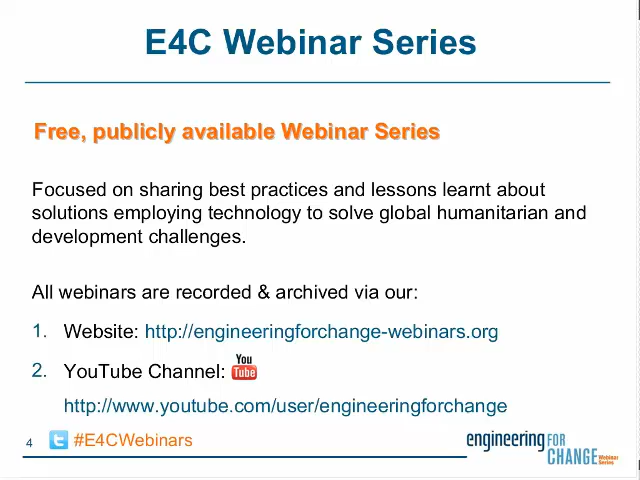 E4C Webinar Series
Free, publicly available Webinar Series
Focused on sharing best practices and lessons learnt about
solutions employing technology to solve global humanitarian and
development challenges.
All webinars are recorded & archived via our:
1. Website: http://engineeringforchange-webinars.org
2. YouTube Channel: You Tube
http://www.youtube.com/user/engineeringforchange
4 #E4CWebinars
engineering FOR
CHANGE Webinar Series